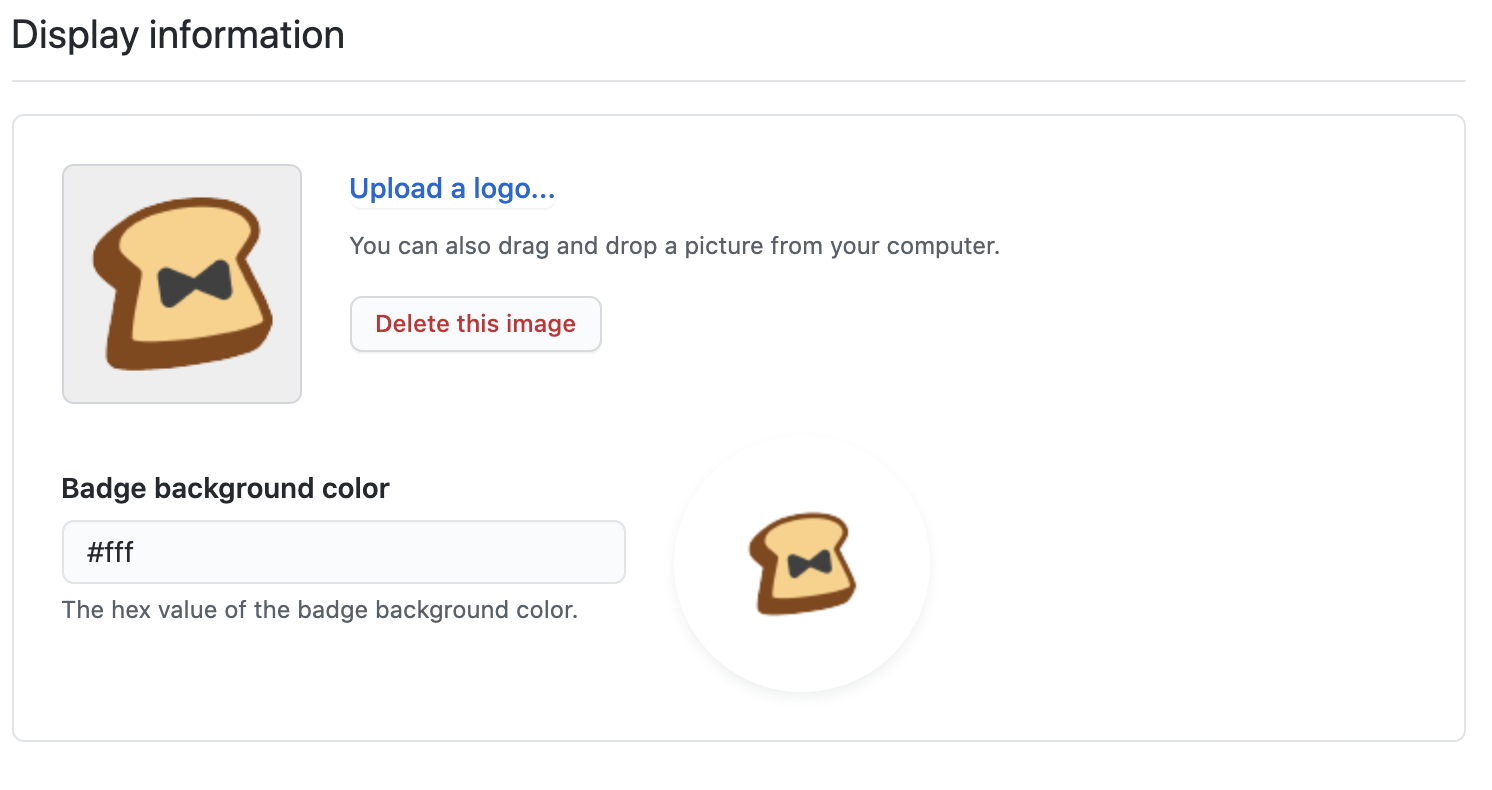 Display information
Upload a logo...
You can also drag and drop a picture from your computer.
Delete this image
Badge background color
#fff
The hex value of the badge background color.